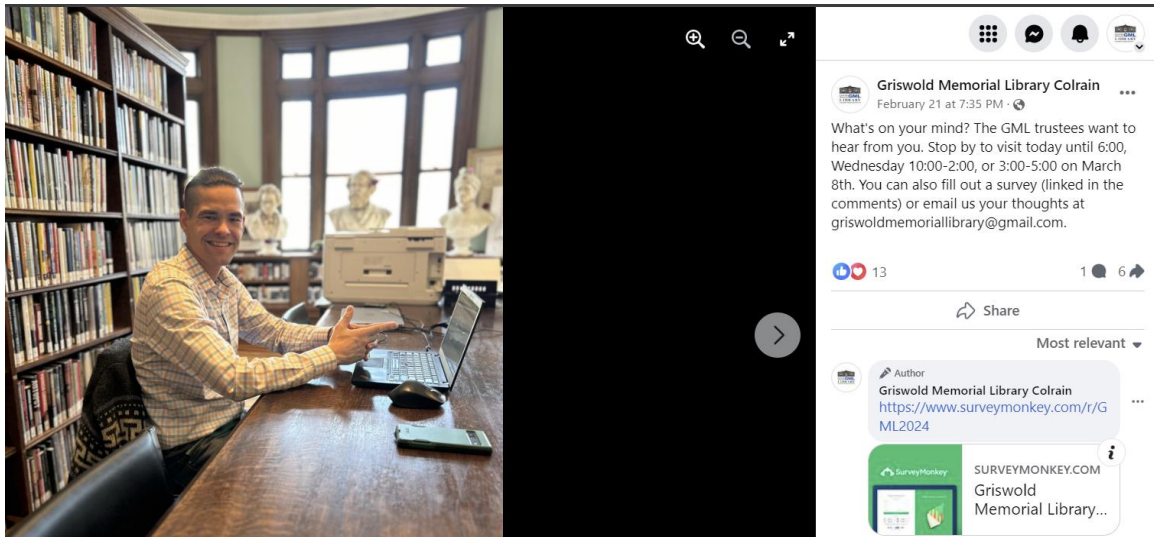 Griswold Memorial Library Colrain
February 21 at 7:35 PM ·
What's on your mind? The GML trustees want to
hear from you. Stop by to visit today until 6:00,
Wednesday 10:00-2:00, or 3:00-5:00 on March
8th. You can also fill out a survey (linked in the
comments) or email us your thoughts at
griswoldmemoriallibrary@gmail.com.
13
1
6
Share
Most relevant
Author
Griswold Memorial Library Colrain
https://www.surveymonkey.com/r/G
ML2024
SurveyMonkey
SURVEYMONKEY.COM
Griswold
Memorial Library...